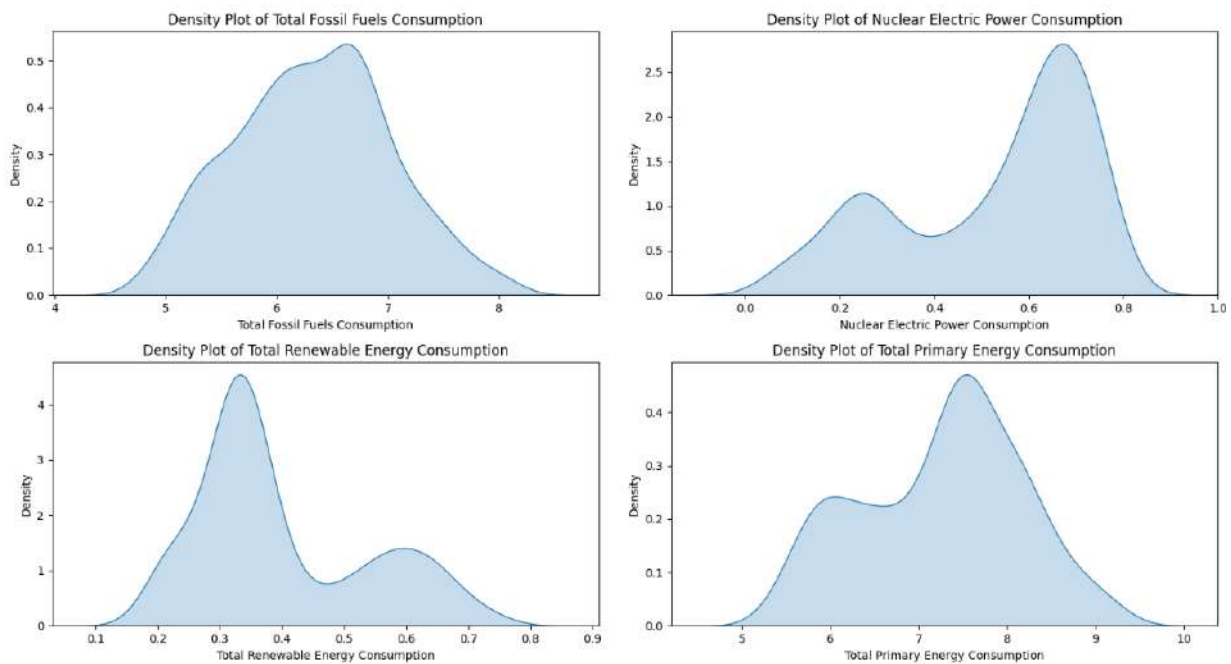 Density Plot of Total Fossil Fuels Consumption
0.5
0.4
0.3
0.2
0.1
0.0
Density
4 5 6 7 8
Total Fossil Fuels Consumption
Density Plot of Nuclear Electric Power Consumption
2.5
2.0
1.5
1.0
0.5
0.0
Density
0.0 0.2 0.4 0.6 0.8 1.0
Nuclear Electric Power Consumption
Density Plot of Total Renewable Energy Consumption
4
3
2
1
0
Density
0.1 0.2 0.3 0.4 0.5 0.6 0.7 0.8 0.9
Total Renewable Energy Consumption
Density Plot of Total Primary Energy Consumption
0.4
0.3
0.2
0.1
0.0
Density
5 6 7 8 9 10
Total Primary Energy Consumption